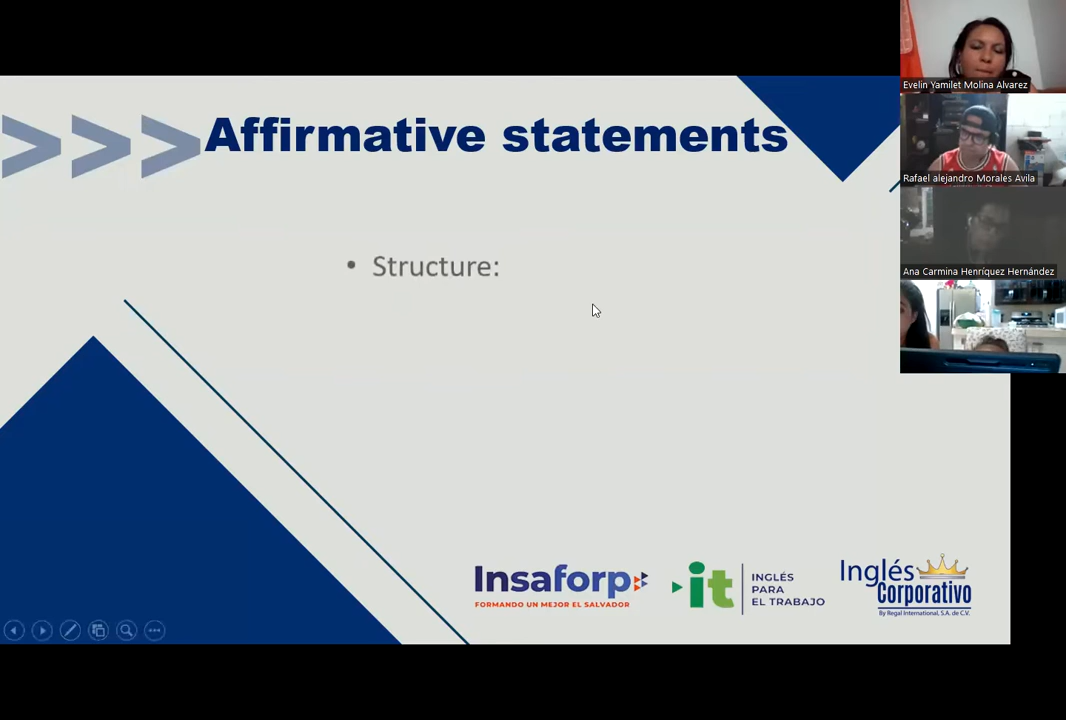 >>> Affirmative statements
• Structure:
Insaforp
FORMANDO UN MEJOR EL SALVADOR
it
INGLÉS
PARA
EL TRABAJO
Inglés
Corporativo
By Regal International, S.A. de C.V.
Evelin Yamilet Molina Alvarez
Rafael alejandro Morales Avila
Ana Carmina Henríquez Hernández